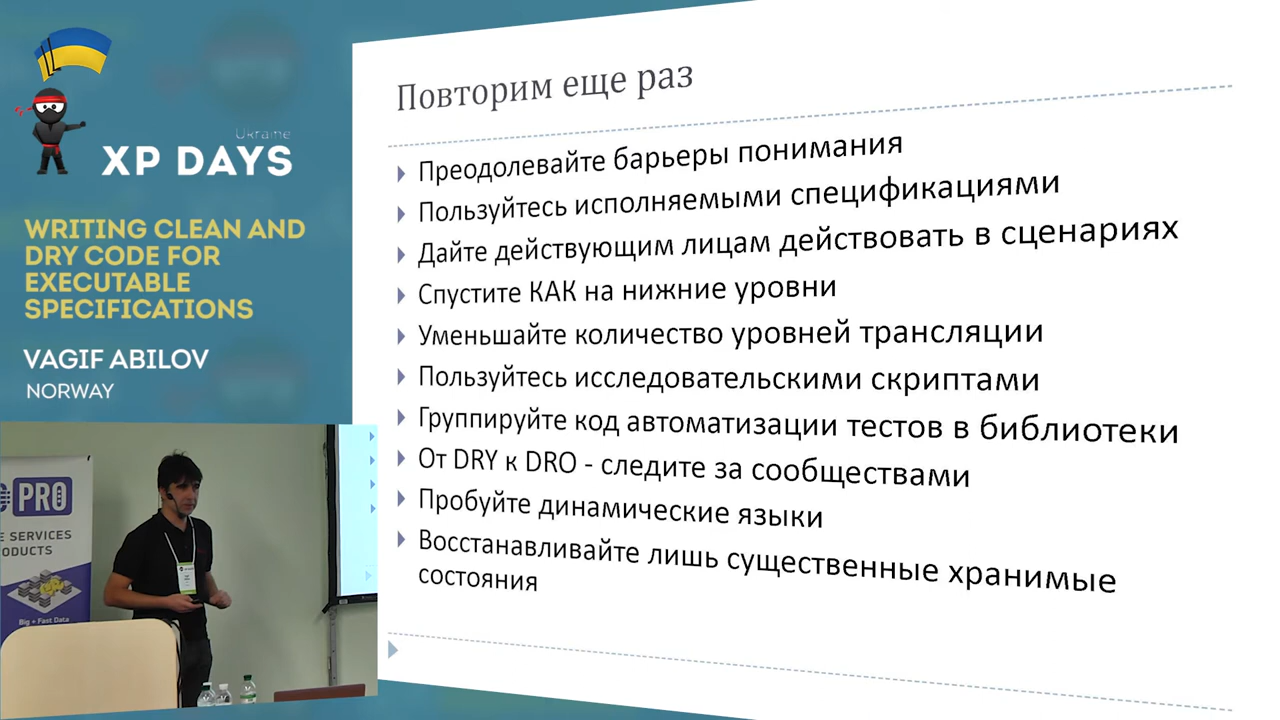 Ukraine
XP DAYS
WRITING CLEAN AND
DRY CODE FOR
EXECUTABLE
SPECIFICATIONS
VAGIF ABILOV
NORWAY
PRO
E SERVICES
ODUCTS
Big + Fast Data
Повторим еще раз
Преодолевайте барьеры понимания
Пользуйтесь исполняемыми спецификациями
Дайте действующим лицам действовать в сценариях
Спустите КАК на нижние уровни
Уменьшайте количество уровней трансляции
Пользуйтесь исследовательскими скриптами
Группируйте код автоматизации тестов в библиотеки
От DRY к DRO - следите за сообществами
Пробуйте динамические языки
Восстанавливайте лишь существенные хранимые
состояния